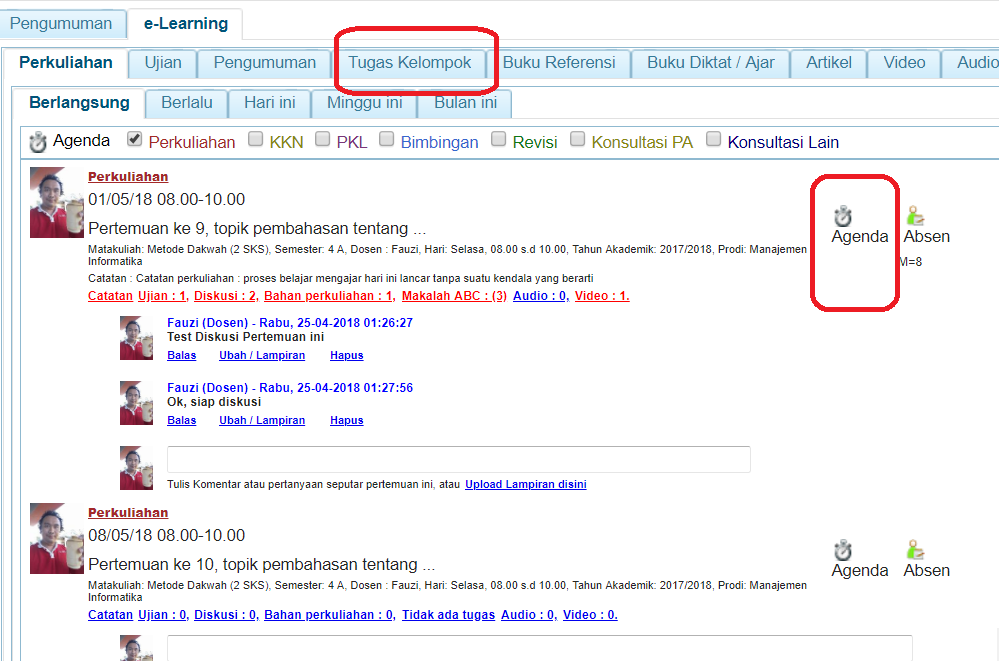 Pengumuman e-Learning
Perkuliahan Ujian Pengumuman Tugas Kelompok Buku Referensi Buku Diktat / Ajar Artikel Video Audio
Berlangsung Berlalu Hari ini Minggu ini Bulan ini
Agenda Perkuliahan KKN PKL Bimbingan Revisi Konsultasi PA Konsultasi Lain
Perkuliahan
01/05/18 08.00-10.00
Pertemuan ke 9, topik pembahasan tentang ...
Agenda Absen
Matakuliah: Metode Dakwah (2 SKS), Semester: 4 A, Dosen : Fauzi, Hari: Selasa, 08.00 s.d 10.00, Tahun Akademik: 2017/2018, Prodi: Manajemen
Informatika
M=8
Catatan : Catatan perkuliahan : proses belajar mengajar hari ini lancar tanpa suatu kendala yang berarti
Catatan Ujian : 1, Diskusi : 2, Bahan perkuliahan : 1, Makalah ABC : (3) Audio : 0, Video : 1.
Fauzi (Dosen) - Rabu, 25-04-2018 01:26:27
Test Diskusi Pertemuan ini
Balas Ubah / Lampiran Hapus
Fauzi (Dosen) - Rabu, 25-04-2018 01:27:56
Ok, siap diskusi
Balas Ubah / Lampiran Hapus
Tulis Komentar atau pertanyaan seputar pertemuan ini, atau Upload Lampiran disini
Perkuliahan
08/05/18 08.00-10.00
Pertemuan ke 10, topik pembahasan tentang ...
Agenda Absen
Matakuliah: Metode Dakwah (2 SKS), Semester: 4 A, Dosen : Fauzi, Hari: Selasa, 08.00 s.d 10.00, Tahun Akademik: 2017/2018, Prodi: Manajemen
Informatika
Catatan Ujian : 0, Diskusi : 0, Bahan perkuliahan : 0, Tidak ada tugas Audio : 0, Video : 0.